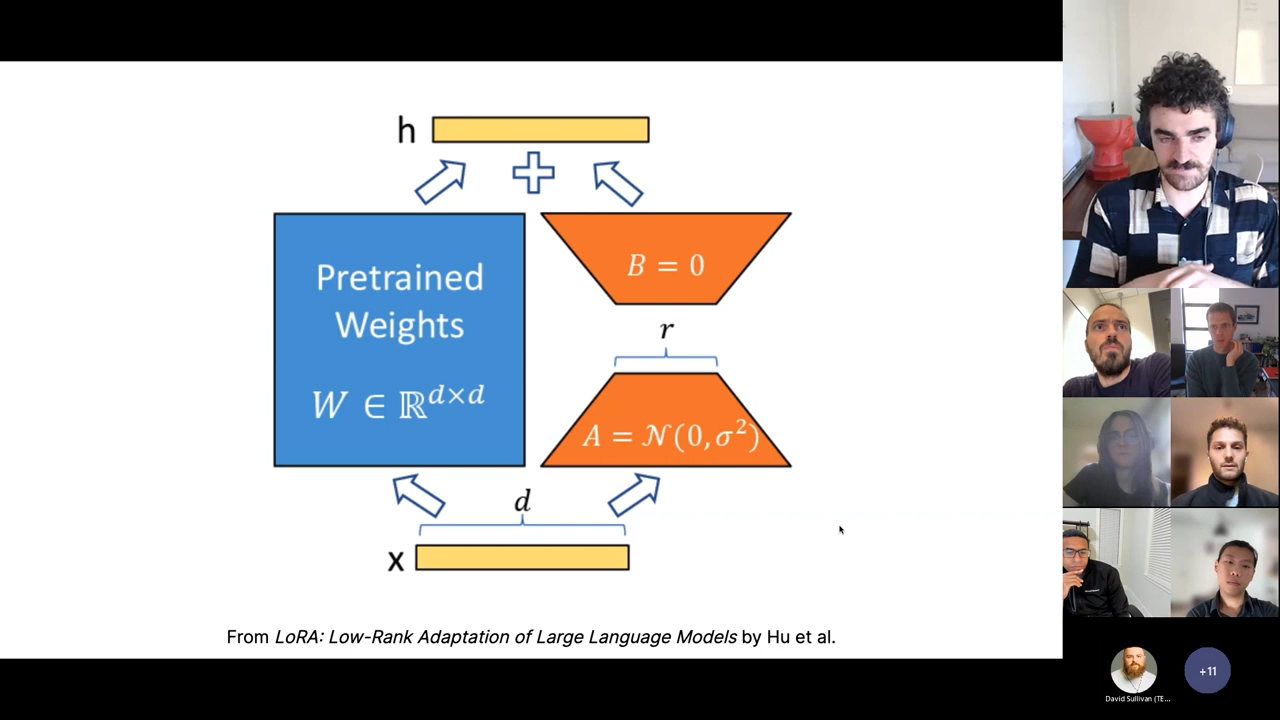 h
Pretrained
Weights
W ∈ ℝᵈˣᵈ
B = 0
r
A = 𝒩(0, σ²)
d
x
From LoRA: Low-Rank Adaptation of Large Language Models by Hu et al.
David Sullivan (TE...
+11